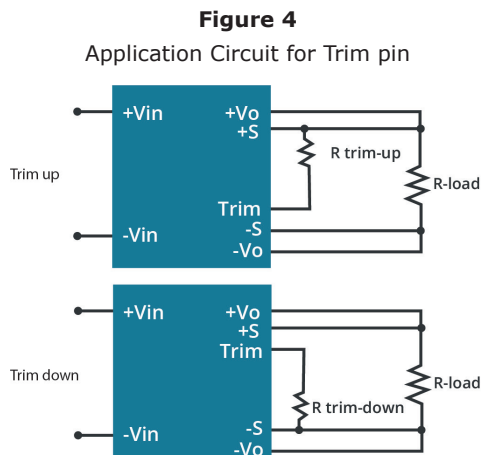 Figure 4
Application Circuit for Trim pin
+Vin
+Vo
+S
R trim-up
Trim up
R-load
Trim
-S
-Vin
-Vo
+Vin
+Vo
+S
Trim
Trim down
R-load
R trim-down
-S
-Vin
-Vo